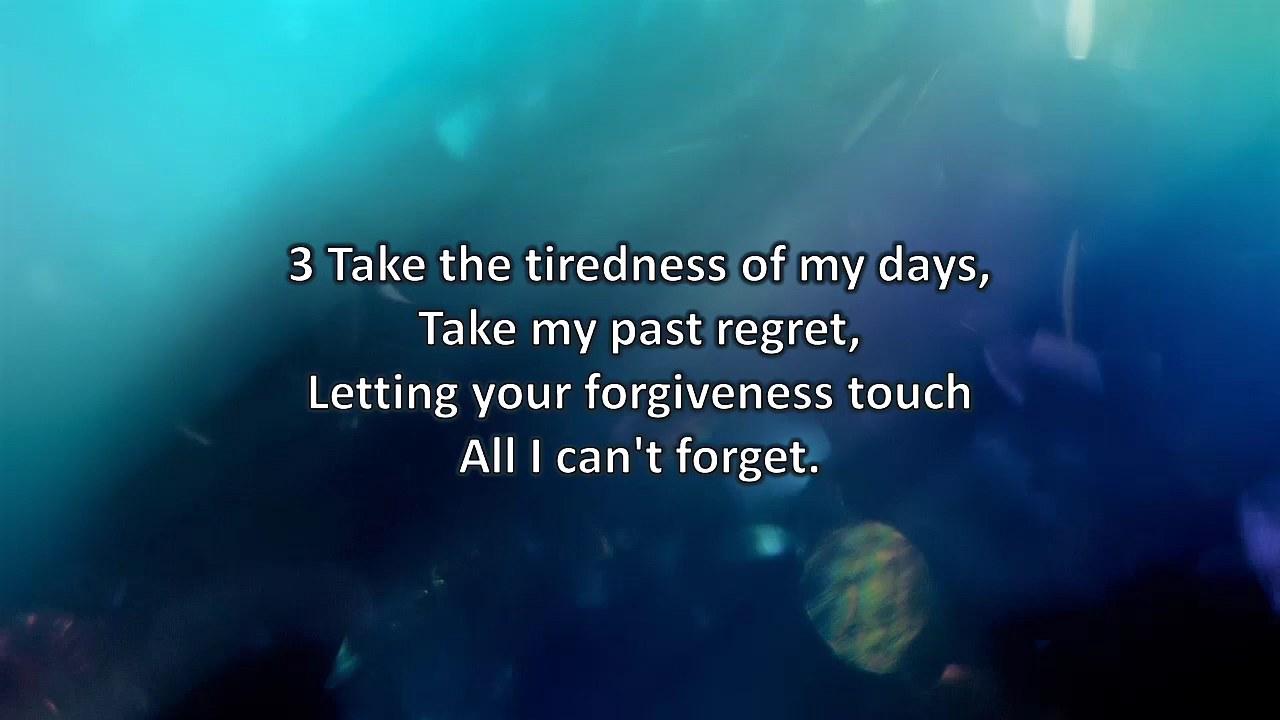 3 Take the tiredness of my days,
Take my past regret,
Letting your forgiveness touch
All I can't forget.